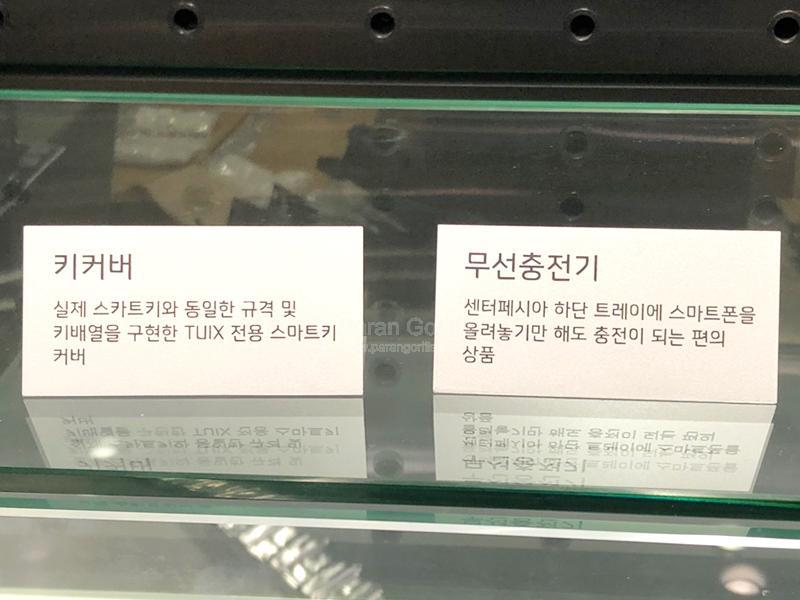 키커버
실제 스카트키와 동일한 규격 및
키배열을 구현한 TUIX 전용 스마트키
커버
무선충전기
센터페시아 하단 트레이에 스마트폰을
올려놓기만 해도 충전이 되는 편의
상품